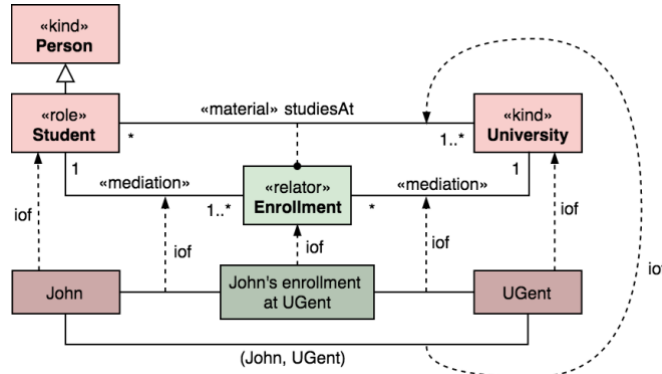 «kind»
Person
«role»
Student
«material» studiesAt
«kind»
University
*
1..*
1
«mediation»
1..*
«relator»
Enrollment
*
«mediation»
1
iof
iof
iof
iof
iof
John
John's enrollment
at UGent
UGent
(John, UGent)